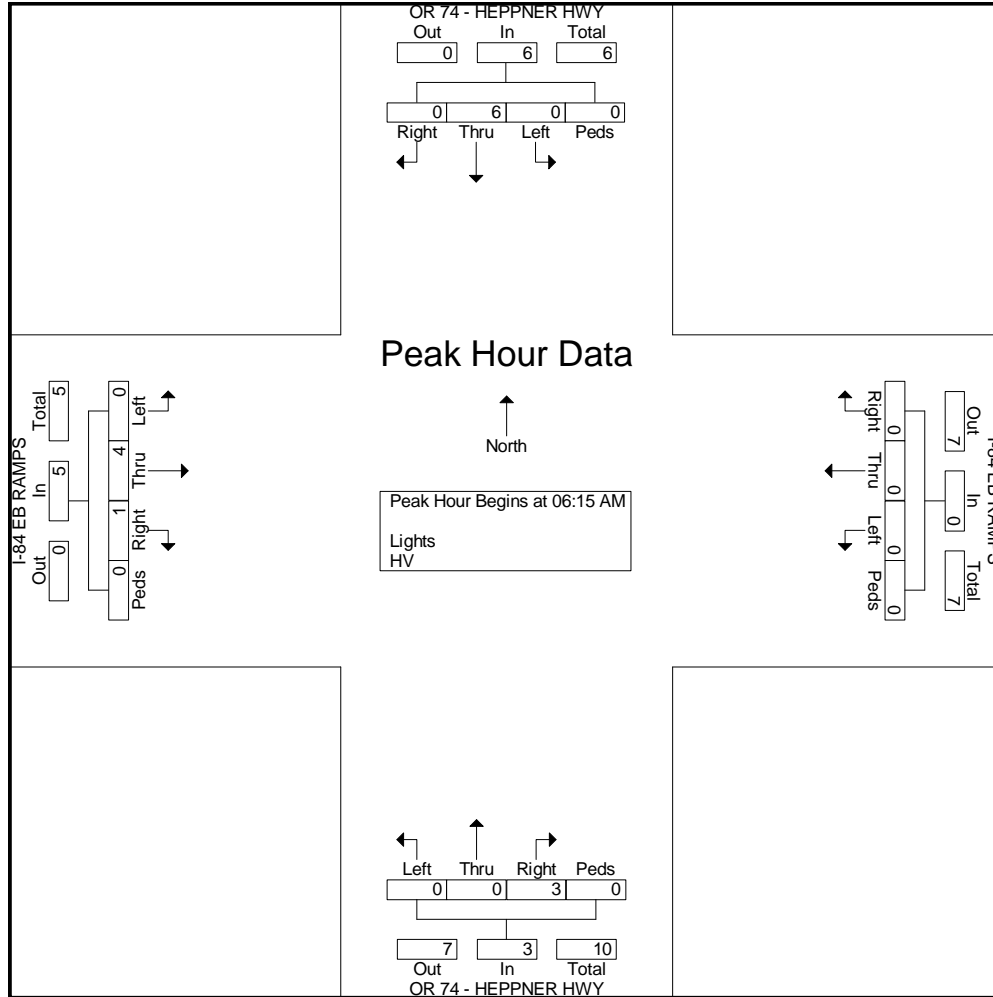 OR 74 - HEPPNER HWY
Out In Total
0 6 6
0 6 0 0
Right Thru Left Peds
Peak Hour Data
North
Peak Hour Begins at 06:15 AM
Lights
HV
I-84 EB RAMPS
Total In Out
5 5 0
0 4 1 0
Left Thru Right Peds
Right Thru Left Peds
0 0 0 0
Out In Total
7 0 7
I-84 EB RAMPS
Left Thru Right Peds
0 0 3 0
7 3 10
Out In Total
OR 74 - HEPPNER HWY